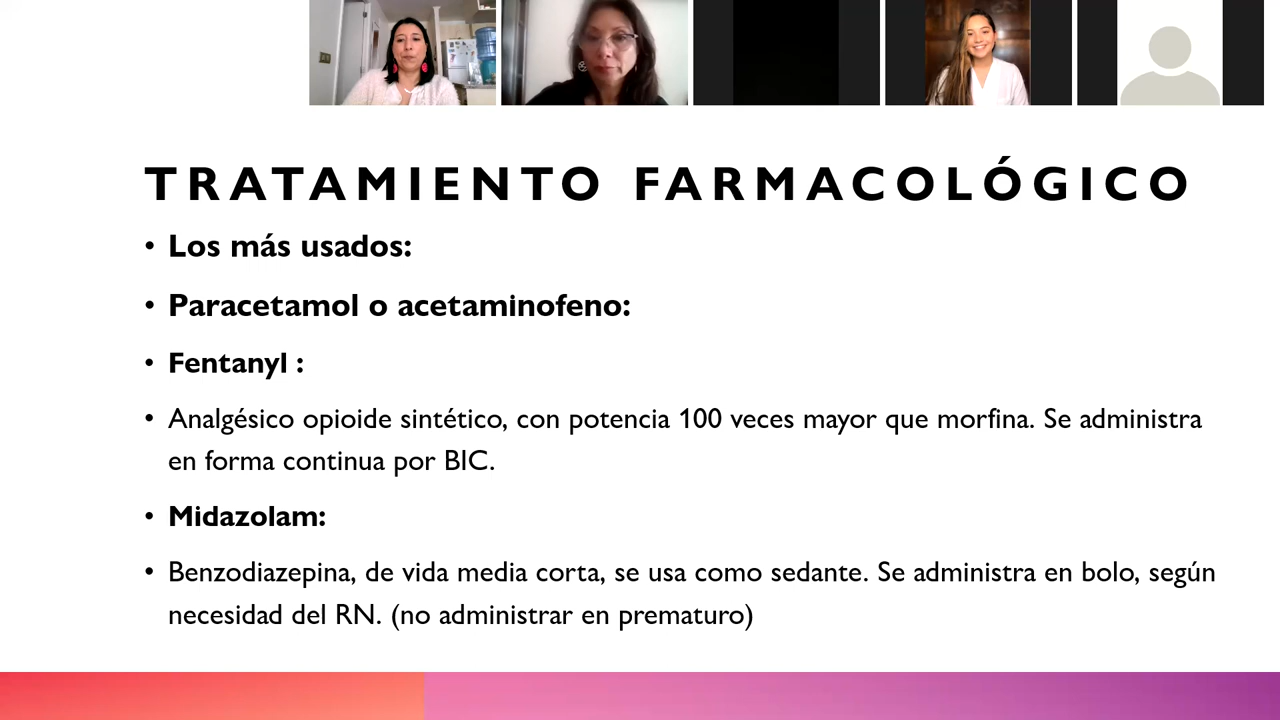 TRATAMIENTO FARMACOLÓGICO
• Los más usados:
• Paracetamol o acetaminofeno:
• Fentanyl :
• Analgésico opioide sintético, con potencia 100 veces mayor que morfina. Se administra
en forma continua por BIC.
• Midazolam:
• Benzodiazepina, de vida media corta, se usa como sedante. Se administra en bolo, según
necesidad del RN. (no administrar en prematuro)